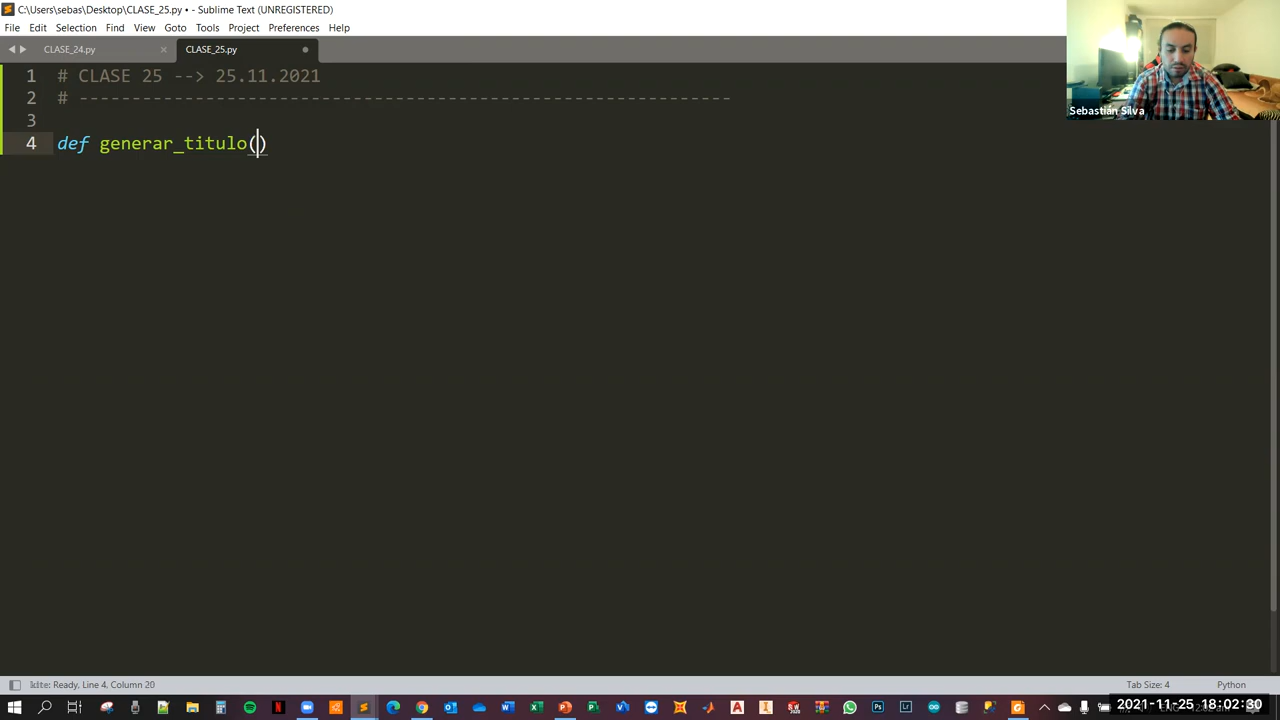 C:\Users\sebas\Desktop\CLASE_25.py • - Sublime Text (UNREGISTERED)
File Edit Selection Find View Goto Tools Project Preferences Help
CLASE_24.py CLASE_25.py
1 # CLASE 25 --> 25.11.2021
2 # --------------------------------------------------------------
3
4 def generar_titulo()
Sebastián Silva
Ready, Line 4, Column 20
Tab Size: 4 Python
2021-11-25 18:02:30